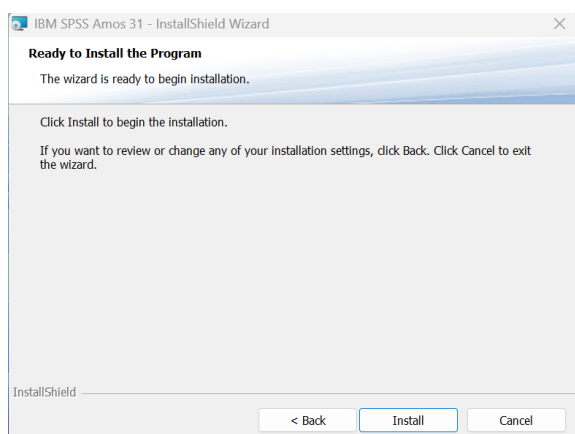 IBM SPSS Amos 31 - InstallShield Wizard
Ready to Install the Program
The wizard is ready to begin installation.
Click Install to begin the installation.
If you want to review or change any of your installation settings, click Back. Click Cancel to exit
the wizard.
InstallShield
< Back Install Cancel